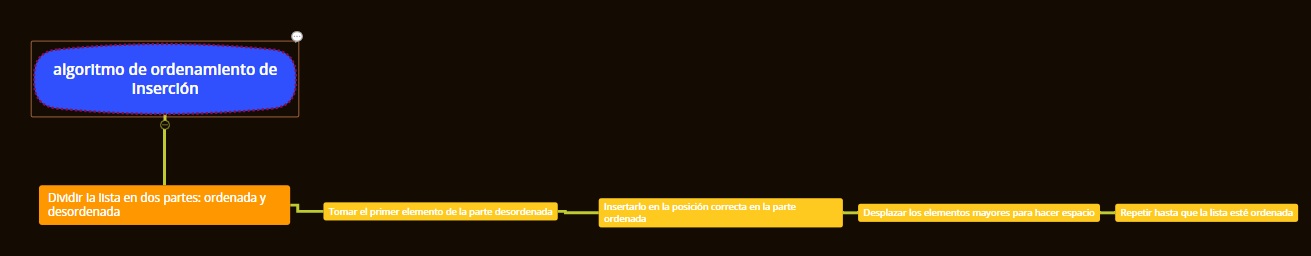 algoritmo de ordenamiento de
Inserción
Dividir la lista en dos partes: ordenada y
desordenada
Tomar el primer elemento de la parte desordenada
Insertarlo en la posición correcta en la parte
ordenada
Desplazar los elementos mayores para hacer espacio
Repetir hasta que la lista esté ordenada